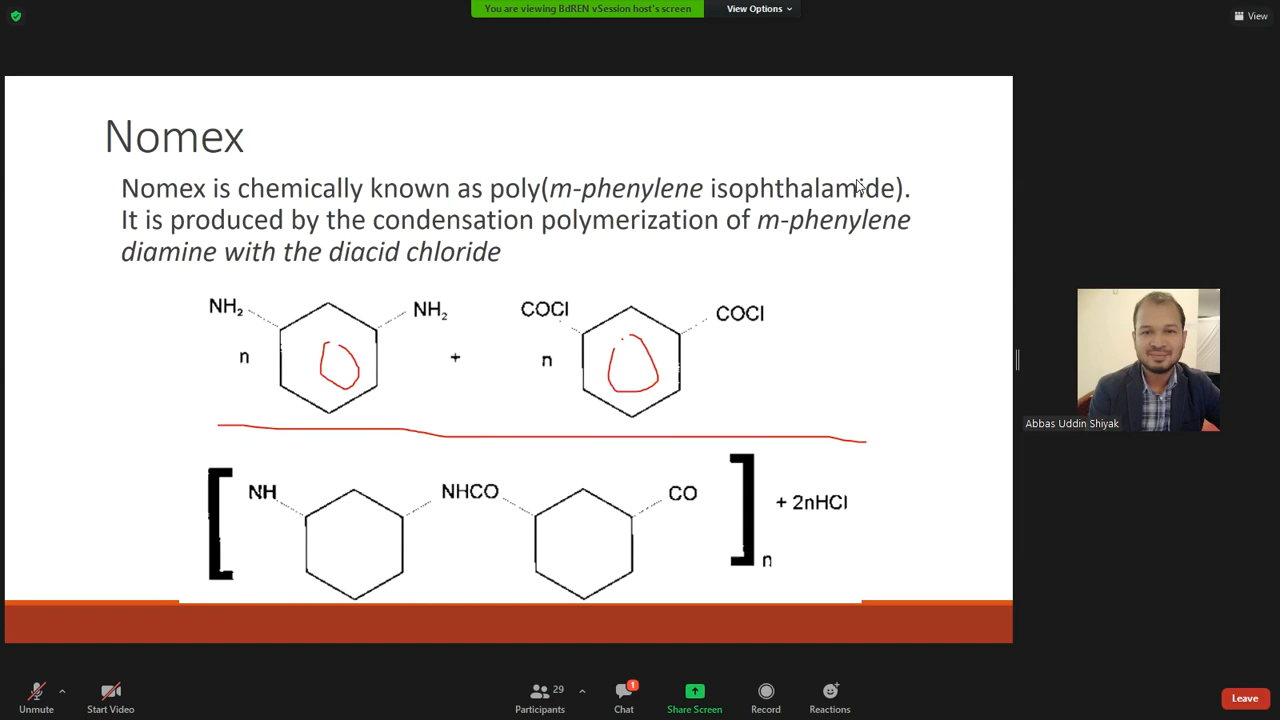 You are viewing BdREN vSession host's screen
View Options
View
Nomex
Nomex is chemically known as poly(m-phenylene isophthalamide).
It is produced by the condensation polymerization of m-phenylene
diamine with the diacid chloride
NH2 NH2 COCl COCl
n + n
NH NHCO CO + 2nHCl
n
Abbas Uddin Shiyak
Unmute
Start Video
29
Participants
1
Chat
Share Screen
Record
Reactions
Leave